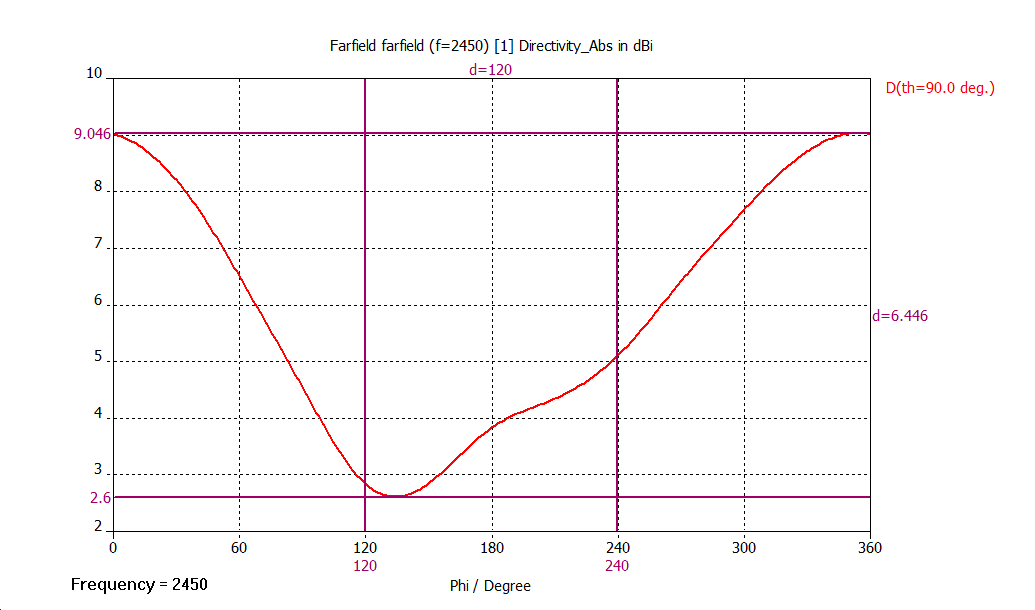 Farfield farfield (f=2450) [1] Directivity_Abs in dBi
d=120
10
D(th=90.0 deg.)
9.046
8
7
6
d=6.446
5
4
3
2.6
2
0 60 120 180 240 300 360
120 240
Frequency = 2450
Phi / Degree